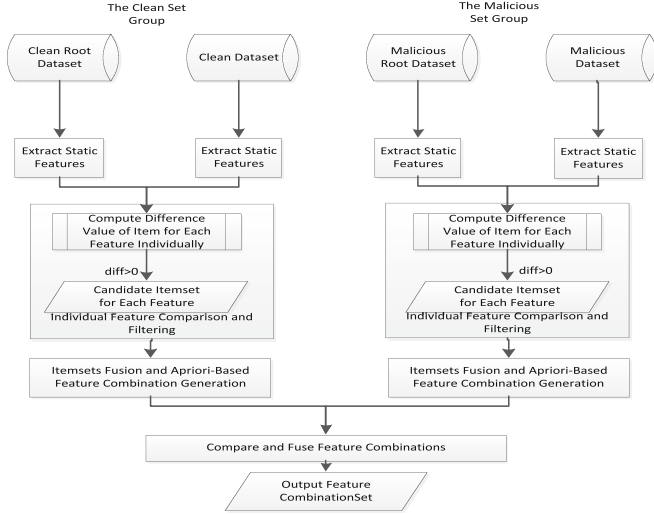 The Clean Set
Group
The Malicious
Set Group
Clean Root
Dataset
Clean Dataset
Malicious
Root Dataset
Malicious
Dataset
Extract Static
Features
Extract Static
Features
Extract Static
Features
Extract Static
Features
Compute Difference
Value of Item for Each
Feature Individually
diff>0
Candidate Itemset
for Each Feature
Individual Feature Comparison and
Filtering
Compute Difference
Value of Item for Each
Feature Individually
diff>0
Candidate Itemset
for Each Feature
Individual Feature Comparison and
Filtering
Itemsets Fusion and Apriori-Based
Feature Combination Generation
Itemsets Fusion and Apriori-Based
Feature Combination Generation
Compare and Fuse Feature Combinations
Output Feature
CombinationSet